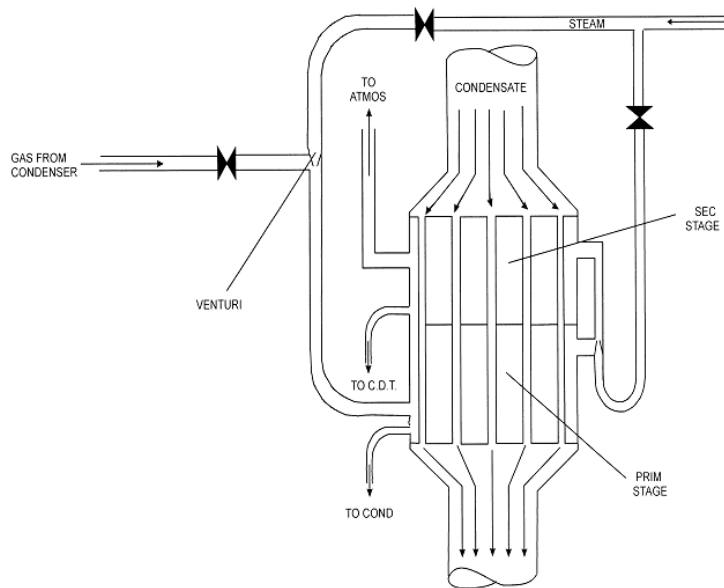 STEAM
TO
ATMOS
CONDENSATE
GAS FROM
CONDENSER
SEC
STAGE
VENTURI
TO C.D.T.
PRIM
STAGE
TO COND